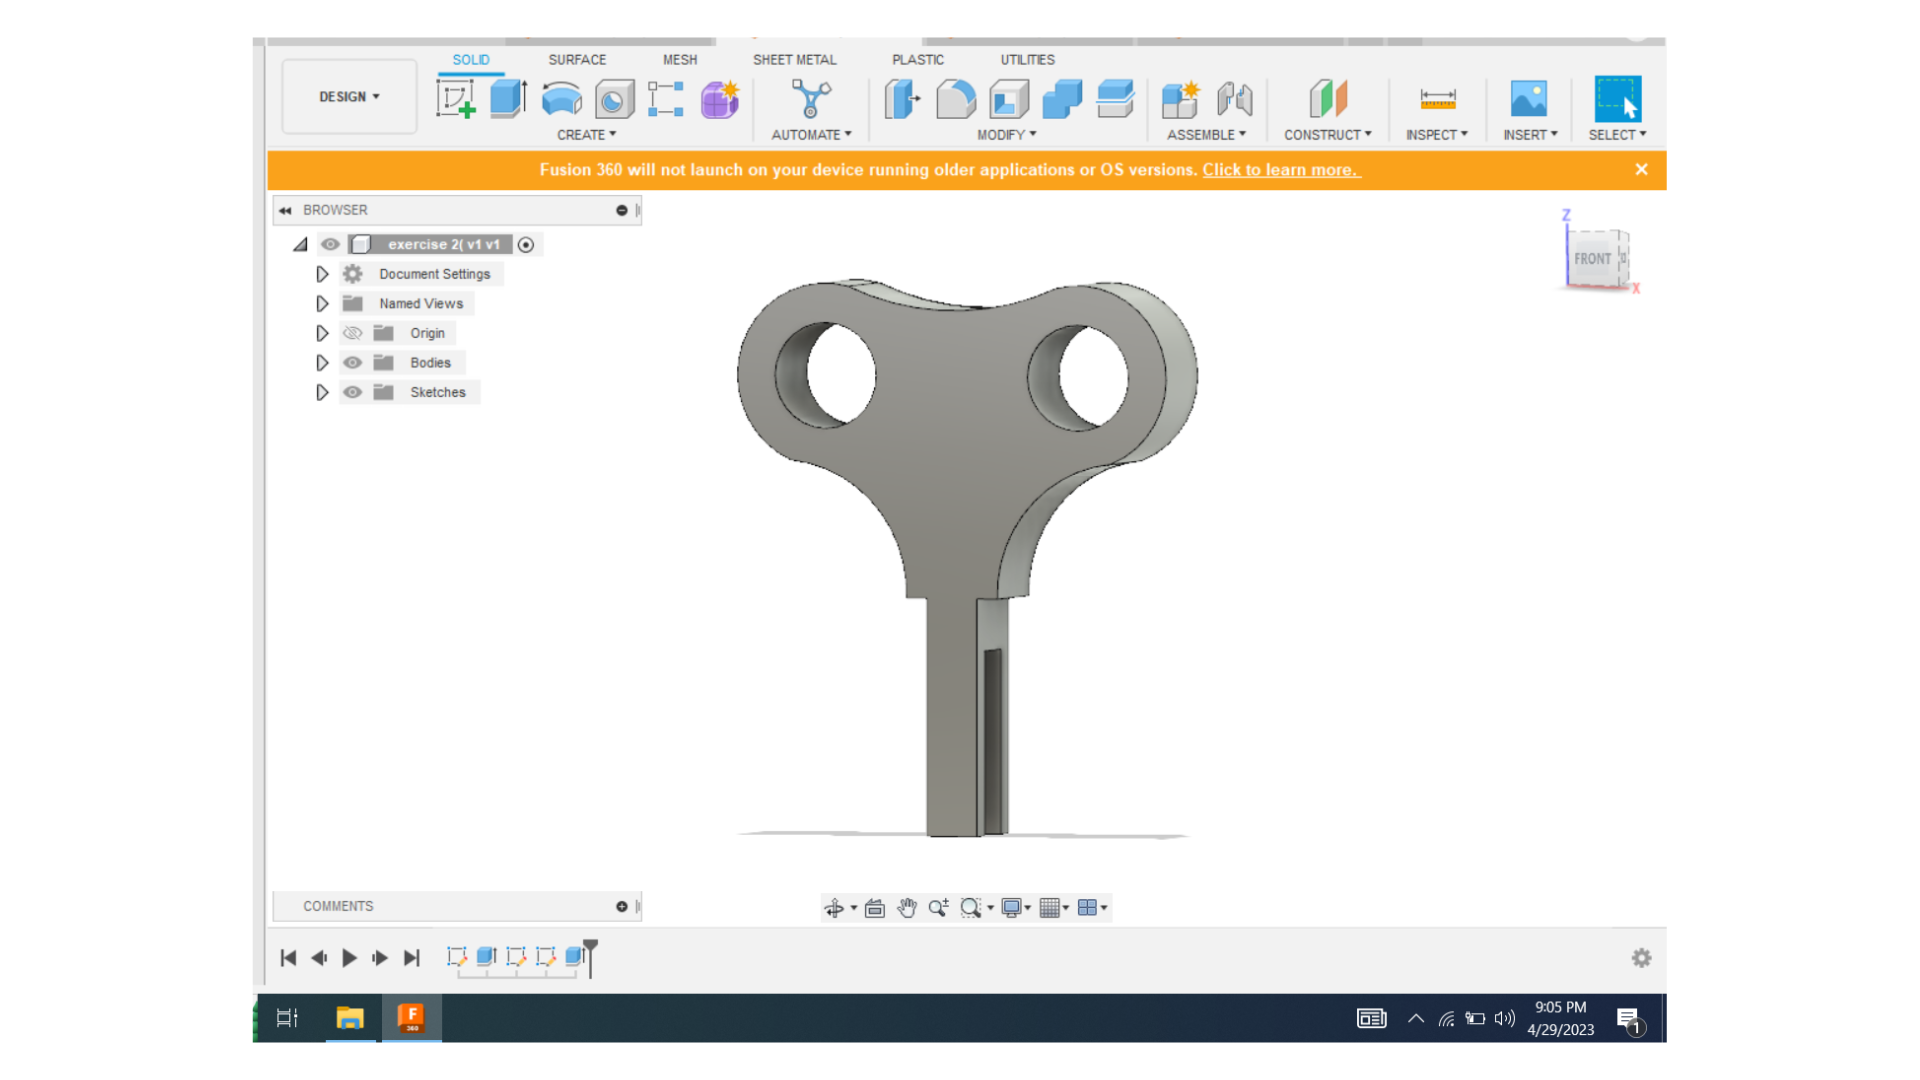 SOLID SURFACE MESH SHEET METAL PLASTIC UTILITIES
DESIGN
CREATE AUTOMATE MODIFY ASSEMBLE CONSTRUCT INSPECT INSERT SELECT
Fusion 360 will not launch on your device running older applications or OS versions. Click to learn more.
BROWSER
exercise 2( v1 v1
Document Settings
Named Views
Origin
Bodies
Sketches
Z
FRONT
X
COMMENTS
F
360
9:05 PM
4/29/2023
1